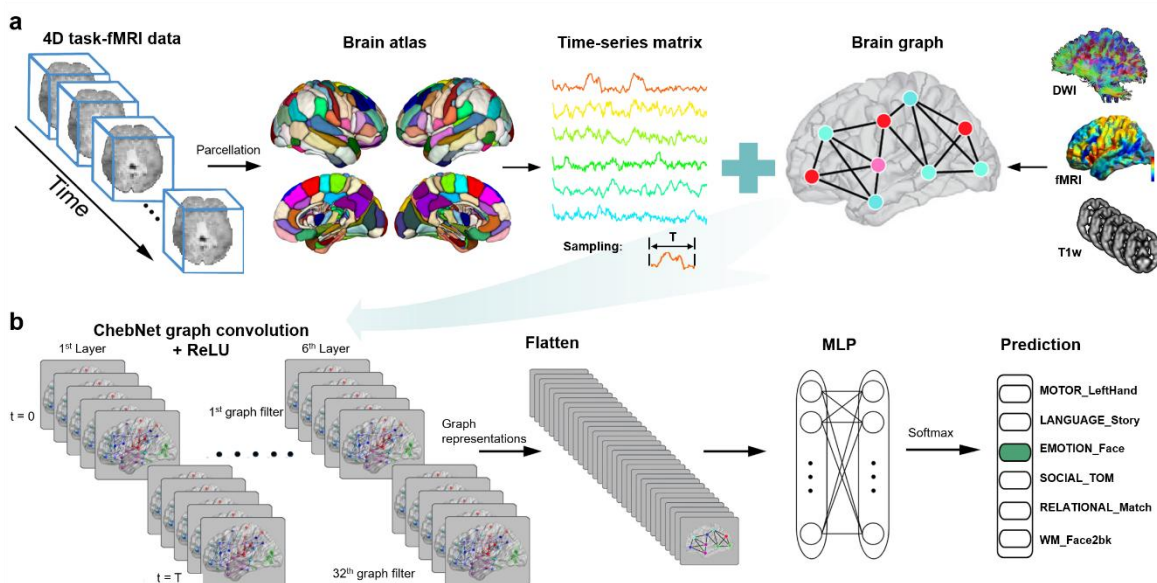 a
4D task-fMRI data
Brain atlas
Time-series matrix
Brain graph
DWI
Parcellation
fMRI
Time
Sampling:
T
T1w
b
ChebNet graph convolution
+ ReLU
Flatten
MLP
Prediction
1st Layer
6th Layer
t = 0
1st graph filter
Graph
representations
Softmax
MOTOR_LeftHand
LANGUAGE_Story
EMOTION_Face
SOCIAL_TOM
RELATIONAL_Match
WM_Face2bk
t = T
32th graph filter